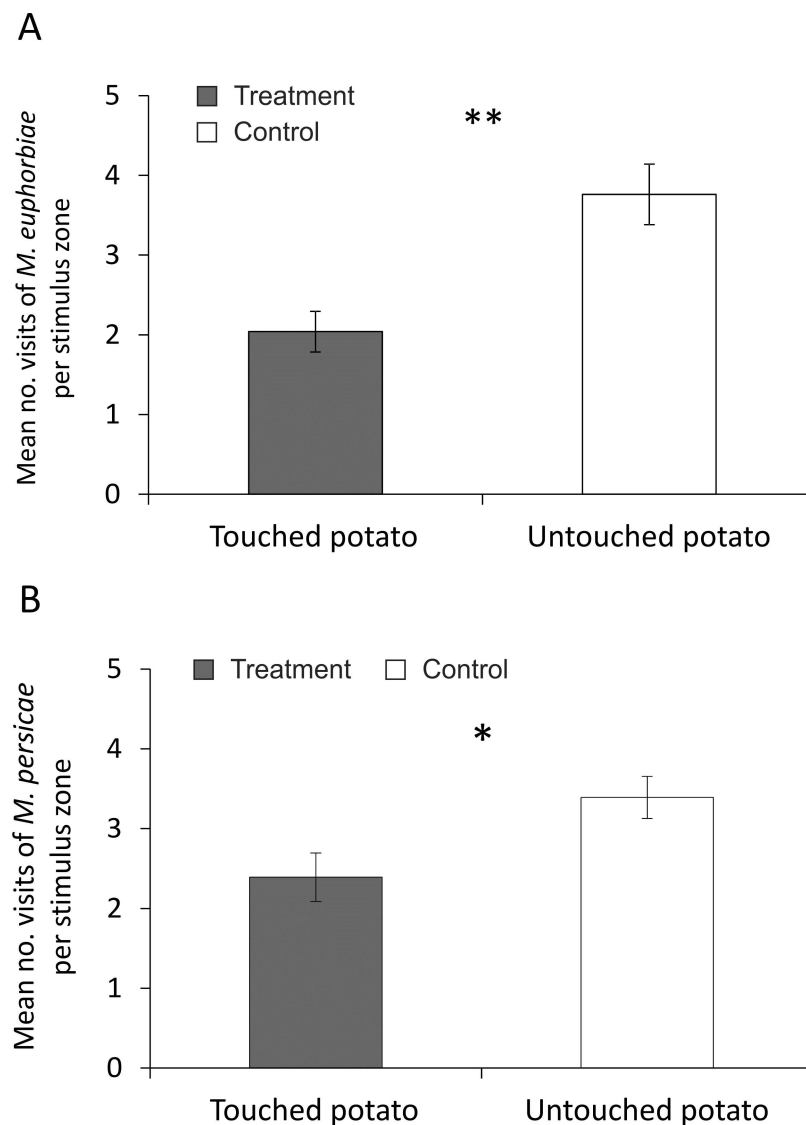 A
Mean no. visits of M. euphorbiae
per stimulus zone
5
4
3
2
1
0
Treatment
Control
**
Touched potato
Untouched potato
B
Mean no. visits of M. persicae
per stimulus zone
5
4
3
2
1
0
Treatment
Control
*
Touched potato
Untouched potato